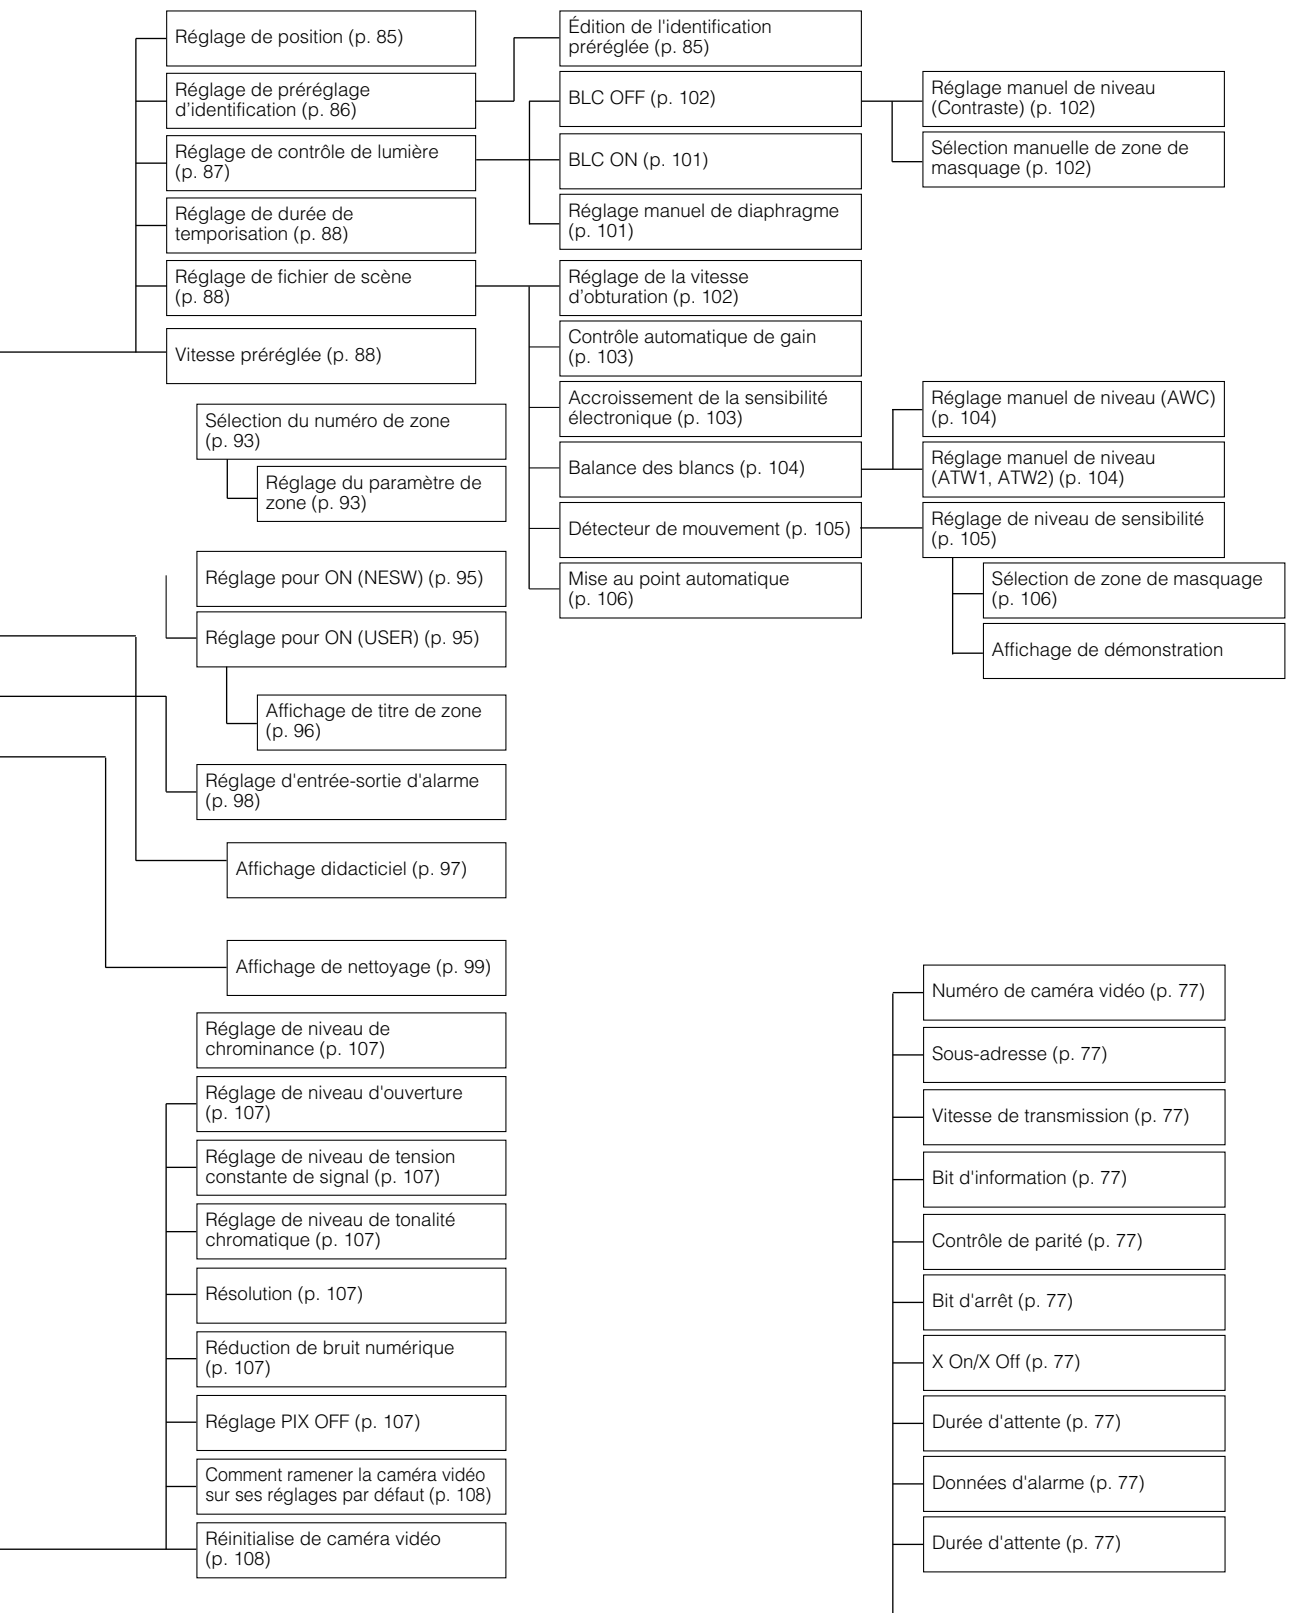 Réglage de position (p. 85)
Réglage de préréglage
d'identification (p. 86)
Réglage de contrôle de lumière
(p. 87)
Réglage de durée de
temporisation (p. 88)
Réglage de fichier de scène
(p. 88)
Vitesse préréglée (p. 88)
Édition de l'identification
préréglée (p. 85)
BLC OFF (p. 102)
BLC ON (p. 101)
Réglage manuel de diaphragme
(p. 101)
Réglage manuel de niveau
(Contraste) (p. 102)
Sélection manuelle de zone de
masquage (p. 102)
Réglage de la vitesse
d'obturation (p. 102)
Contrôle automatique de gain
(p. 103)
Accroissement de la sensibilité
électronique (p. 103)
Balance des blancs (p. 104)
Détecteur de mouvement (p. 105)
Mise au point automatique
(p. 106)
Réglage manuel de niveau (AWC)
(p. 104)
Réglage manuel de niveau
(ATW1, ATW2) (p. 104)
Réglage de niveau de sensibilité
(p. 105)
Sélection de zone de masquage
(p. 106)
Affichage de démonstration
Sélection du numéro de zone
(p. 93)
Réglage du paramètre de
zone (p. 93)
Réglage pour ON (NESW) (p. 95)
Réglage pour ON (USER) (p. 95)
Affichage de titre de zone
(p. 96)
Réglage d'entrée-sortie d'alarme
(p. 98)
Affichage didacticiel (p. 97)
Affichage de nettoyage (p. 99)
Réglage de niveau de
chrominance (p. 107)
Réglage de niveau d'ouverture
(p. 107)
Réglage de niveau de tension
constante de signal (p. 107)
Réglage de niveau de tonalité
chromatique (p. 107)
Résolution (p. 107)
Réduction de bruit numérique
(p. 107)
Réglage PIX OFF (p. 107)
Comment ramener la caméra vidéo
sur ses réglages par défaut (p. 108)
Réinitialise de caméra vidéo
(p. 108)
Numéro de caméra vidéo (p. 77)
Sous-adresse (p. 77)
Vitesse de transmission (p. 77)
Bit d'information (p. 77)
Contrôle de parité (p. 77)
Bit d'arrêt (p. 77)
X On/X Off (p. 77)
Durée d'attente (p. 77)
Données d'alarme (p. 77)
Durée d'attente (p. 77)